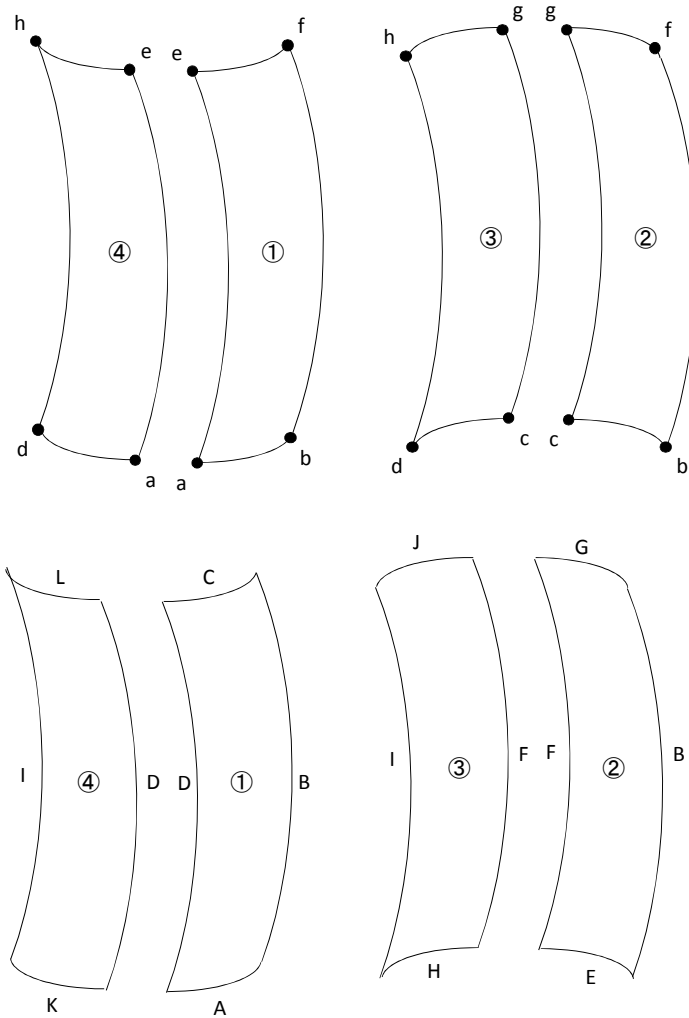 h e e f
④ ①
d a a b
h g g f
③ ②
d c c b
L C
I ④ D D ① B
K A
J G
I ③ F F ② B
H E